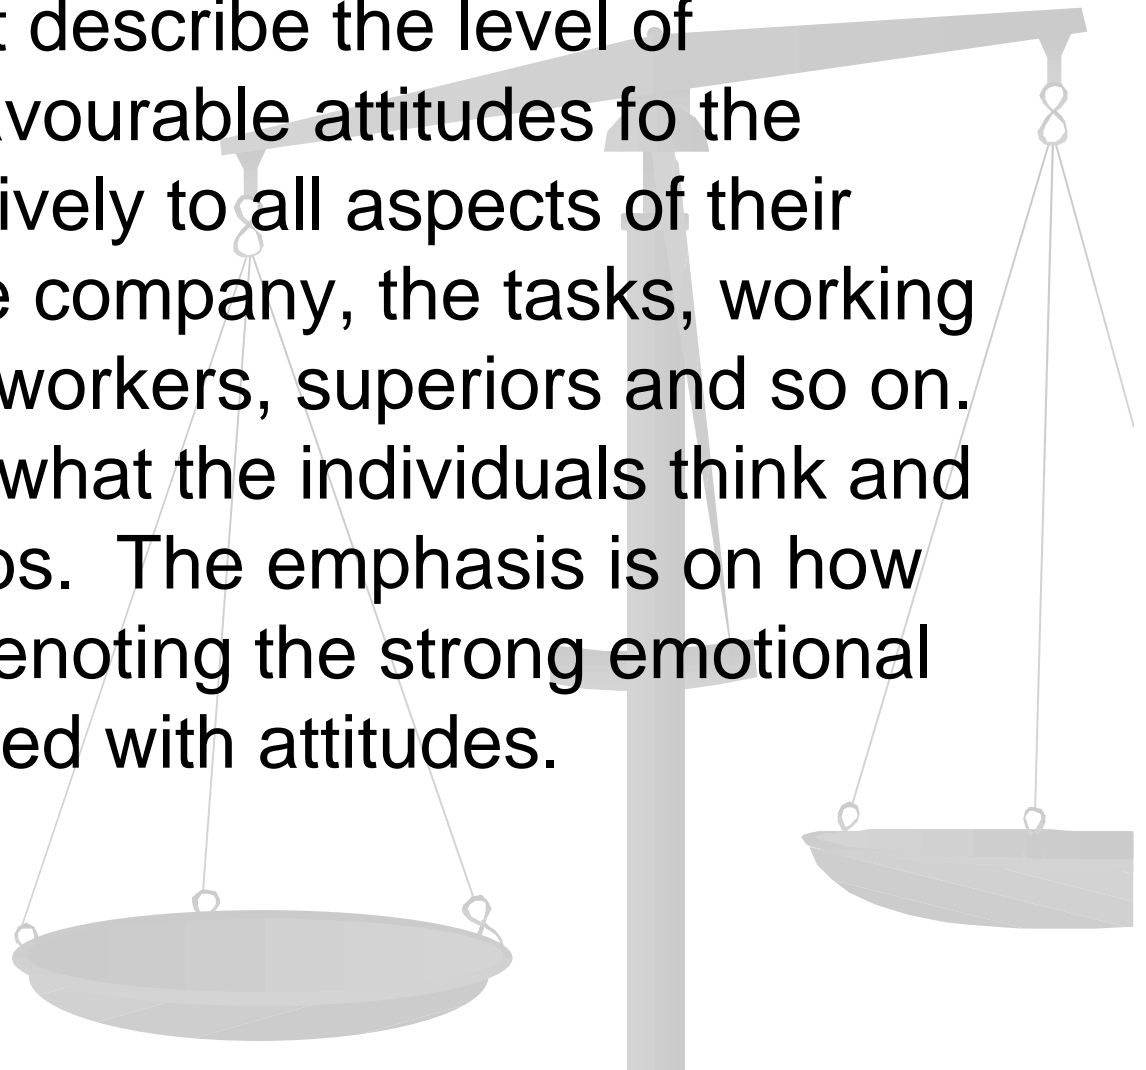 t describe the level of
avourable attitudes fo the
ively to all aspects of their
e company, the tasks, working
workers, superiors and so on.
what the individuals think and
os.  The emphasis is on how
enoting the strong emotional
ed with attitudes.